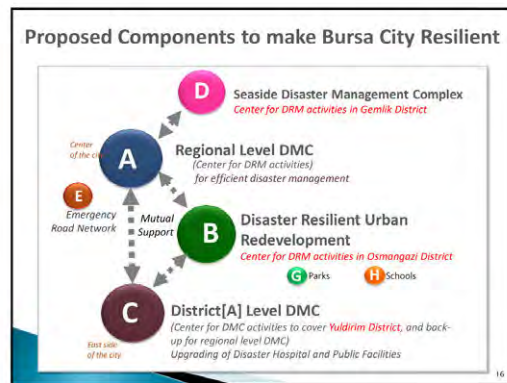 Proposed Components to make Bursa City Resilient
D
Seaside Disaster Management Complex
Center for DRM activities in Gemlik District
Center
of the city
A
Regional Level DMC
(Center for DRM activities)
for efficient disaster management
E
Emergency
Road Network
Mutual
Support
B
Disaster Resilient Urban
Redevelopment
Center for DRM activities in Osmangazi District
G Parks
H Schools
C
District[A] Level DMC
(Center for DMC activities to cover Yuldirim District, and back-
up for regional level DMC)
Upgrading of Disaster Hospital and Public Facilities
East side
of the city
16